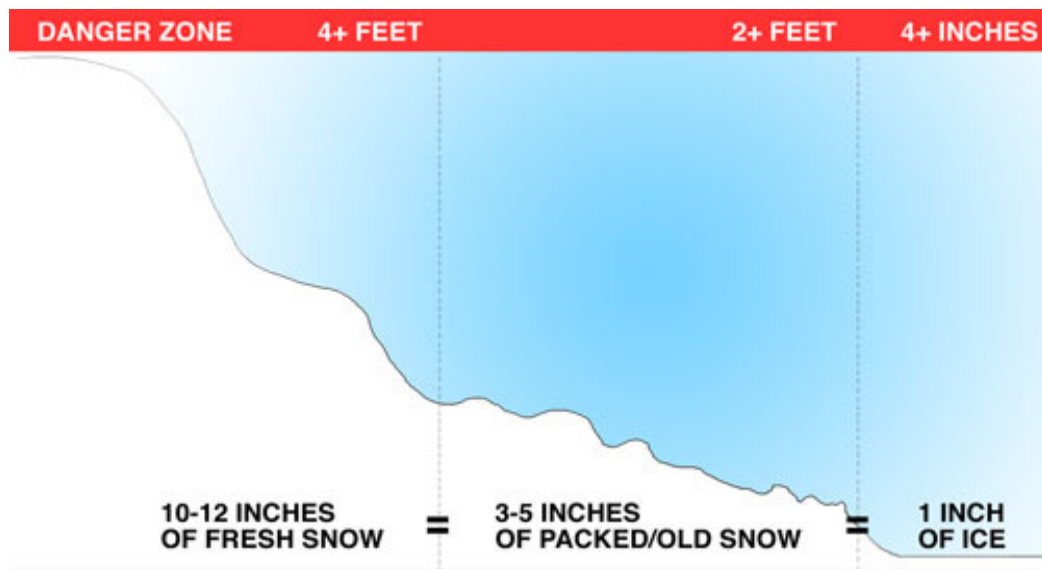 DANGER ZONE 4+ FEET 2+ FEET 4+ INCHES
10-12 INCHES
OF FRESH SNOW
=
3-5 INCHES
OF PACKED/OLD SNOW
=
1 INCH
OF ICE